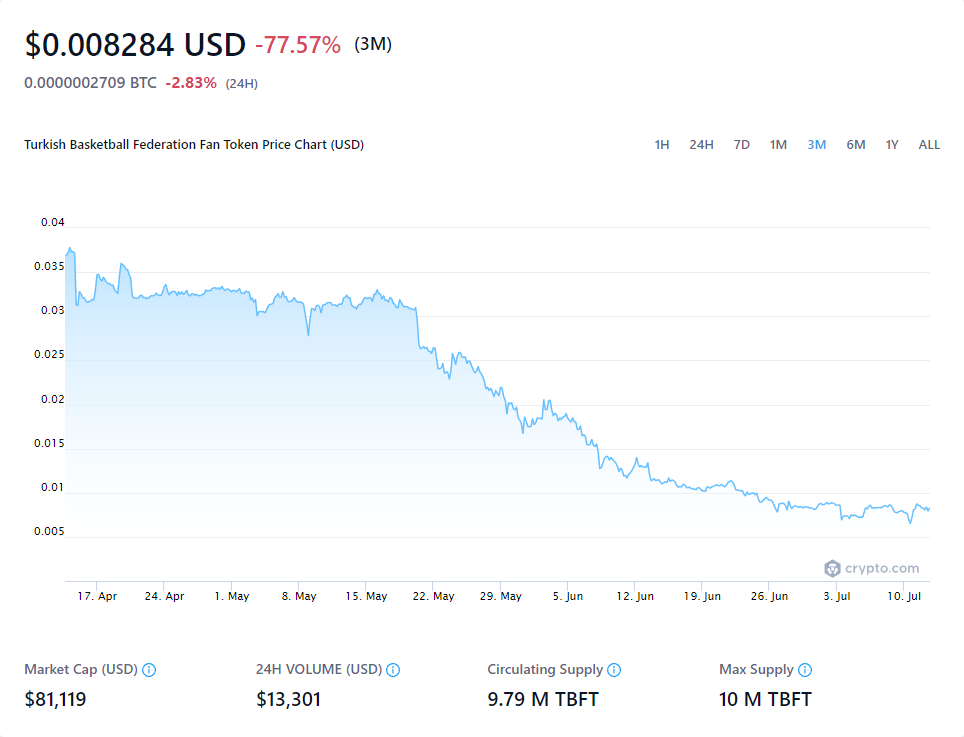 $0.008284 USD -77.57% (3M)
0.0000002709 BTC -2.83% (24H)
Turkish Basketball Federation Fan Token Price Chart (USD)
1H 24H 7D 1M 3M 6M 1Y ALL
0.04
0.035
0.03
0.025
0.02
0.015
0.01
0.005
crypto.com
17. Apr 24. Apr 1. May 8. May 15. May 22. May 29. May 5. Jun 12. Jun 19. Jun 26. Jun 3. Jul 10. Jul
Market Cap (USD) 24H VOLUME (USD) Circulating Supply Max Supply
$81,119 $13,301 9.79 M TBFT 10 M TBFT